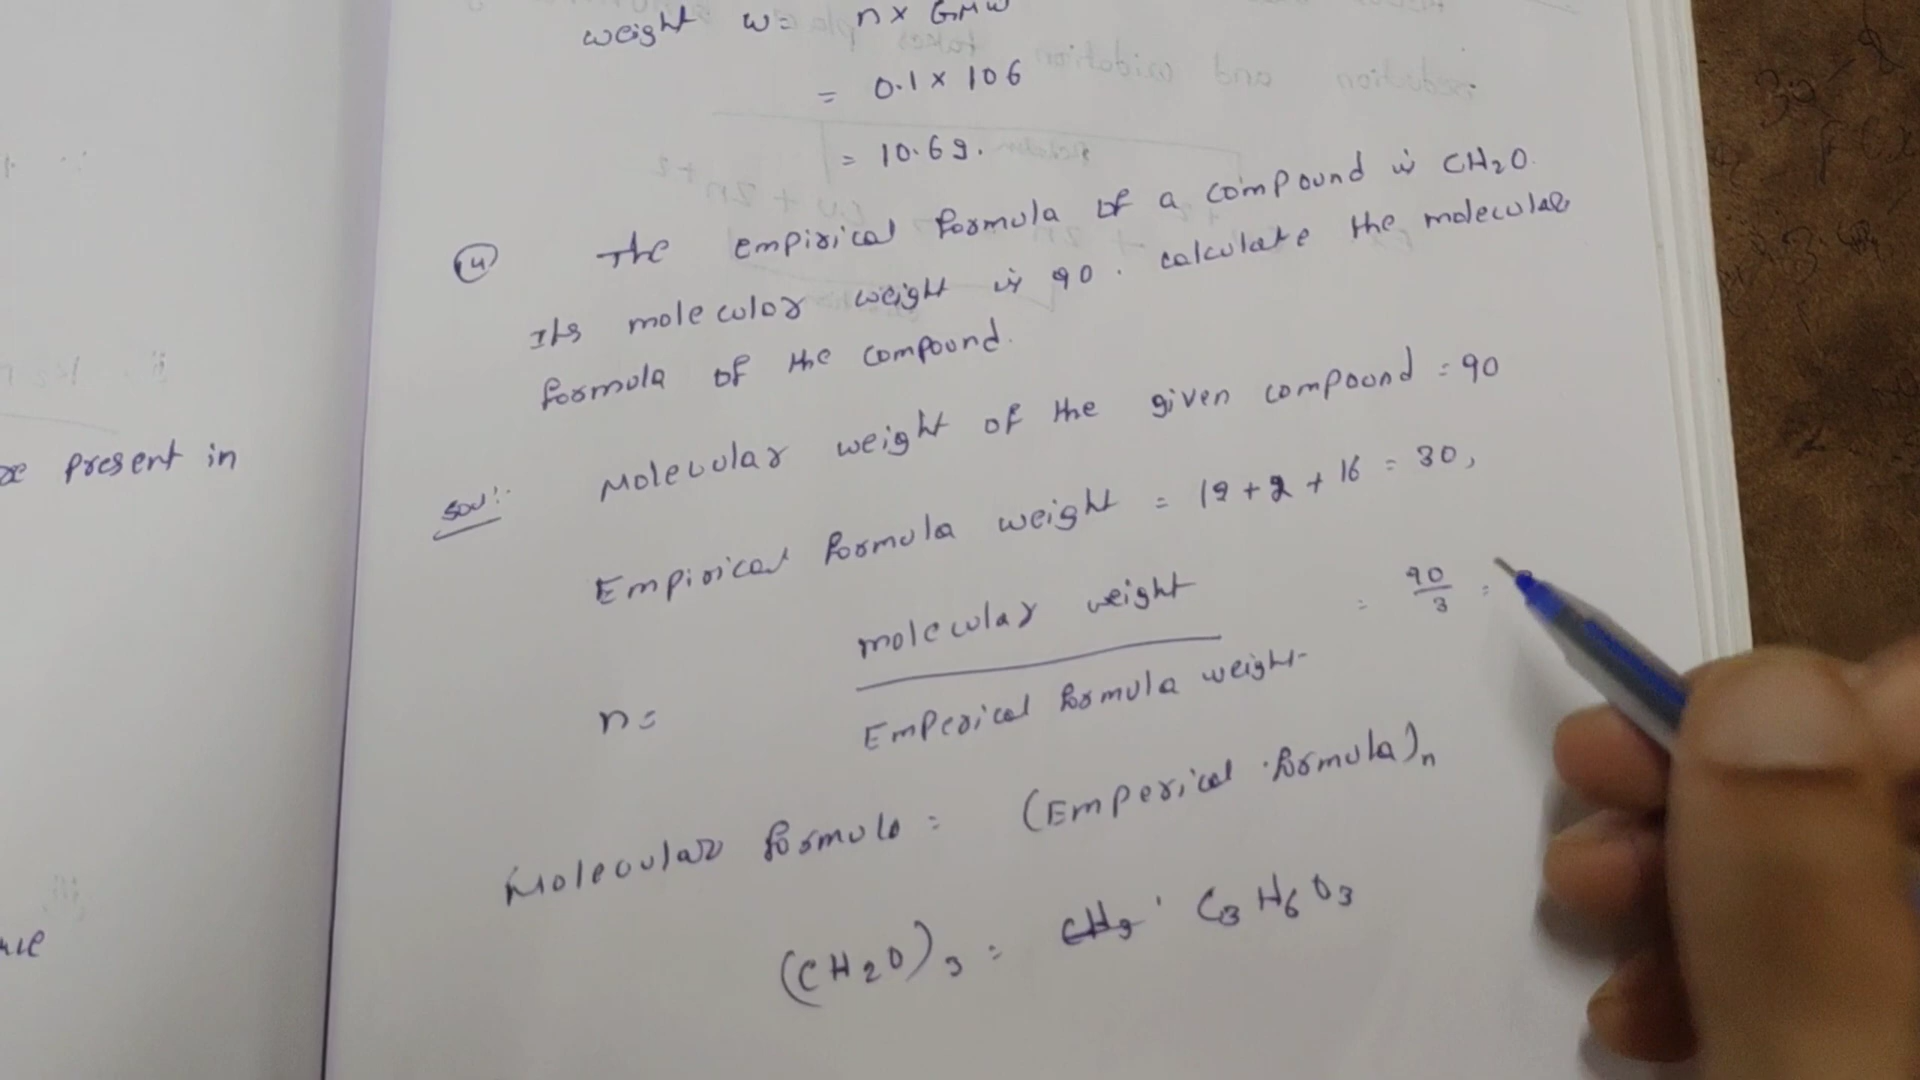 present in
weight w= n x GMW
= 0.1 x 106
= 10.6g.
(4) The empirical formula of a compound is CH2O.
Its molecular weight is 90. calculate the molecular
formula of the compound.
Sol:- Molecular weight of the given compound = 90
Empirical formula weight = 12+2+16 = 30,
n= molecular weight / Emperical formula weight = 90/3 =
Molecular formula = (Emperical formula)n
(CH2O)3 = C3H6O3